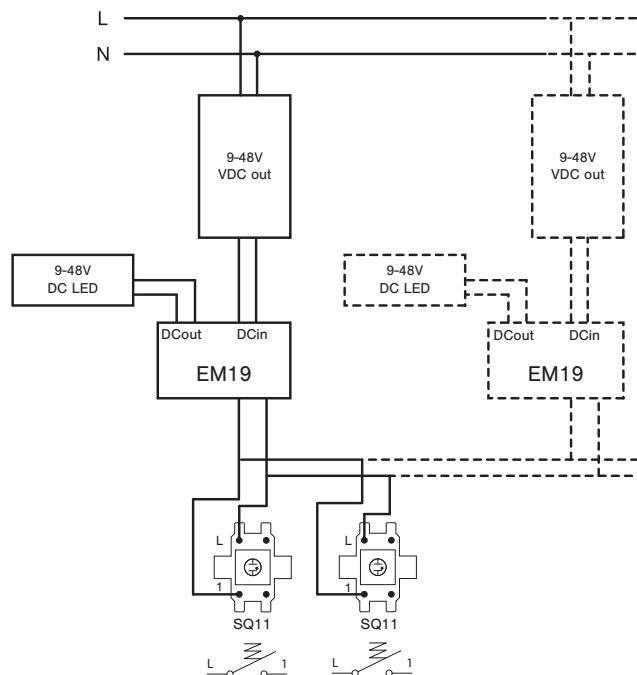 L
N
9-48V
VDC out
9-48V
VDC out
9-48V
DC LED
9-48V
DC LED
DCout DCin
EM19
DCout DCin
EM19
L
1
L
1
SQ11
SQ11
L 1
L 1